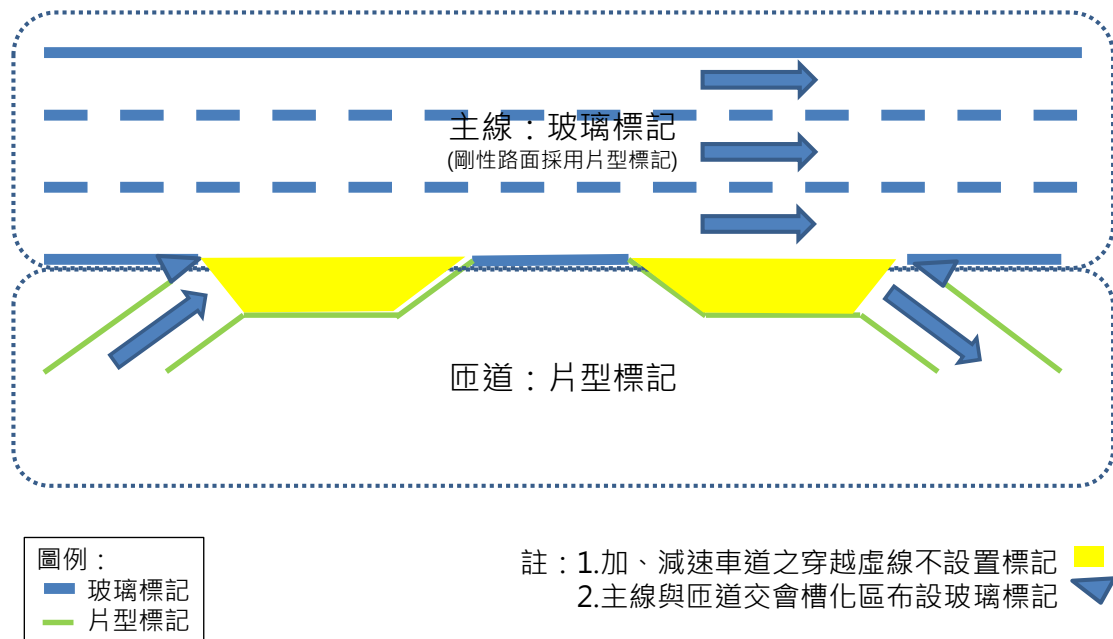 主線：玻璃標記
(剛性路面採用片型標記)
匝道：片型標記
圖例：
玻璃標記
片型標記
註：1.加、減速車道之穿越虛線不設置標記
2.主線與匝道交會槽化區布設玻璃標記